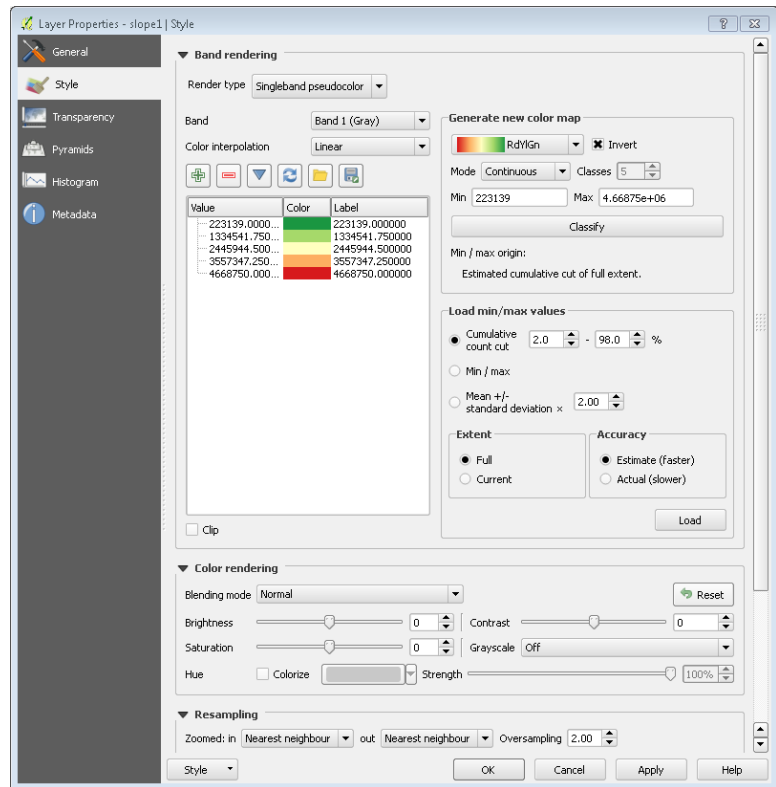 Layer Properties - slope1 | Style
General
Style
Transparency
Pyramids
Histogram
Metadata
Band rendering
Render type Singleband pseudocolor
Band Band 1 (Gray)
Color interpolation Linear
Value Color Label
223139.0000... 223139.000000
1334541.750... 1334541.750000
2445944.500... 2445944.500000
3557347.250... 3557347.250000
4668750.000... 4668750.000000
Clip
Generate new color map
RdYlGn Invert
Mode Continuous Classes 5
Min 223139 Max 4.66875e+06
Classify
Min / max origin:
Estimated cumulative cut of full extent.
Load min/max values
Cumulative
count cut 2.0 - 98.0 %
Min / max
Mean +/-
standard deviation × 2.00
Extent
Full
Current
Accuracy
Estimate (faster)
Actual (slower)
Load
Color rendering
Blending mode Normal Reset
Brightness 0 Contrast 0
Saturation 0 Grayscale Off
Hue Colorize Strength 100%
Resampling
Zoomed: in Nearest neighbour out Nearest neighbour Oversampling 2.00
Style OK Cancel Apply Help